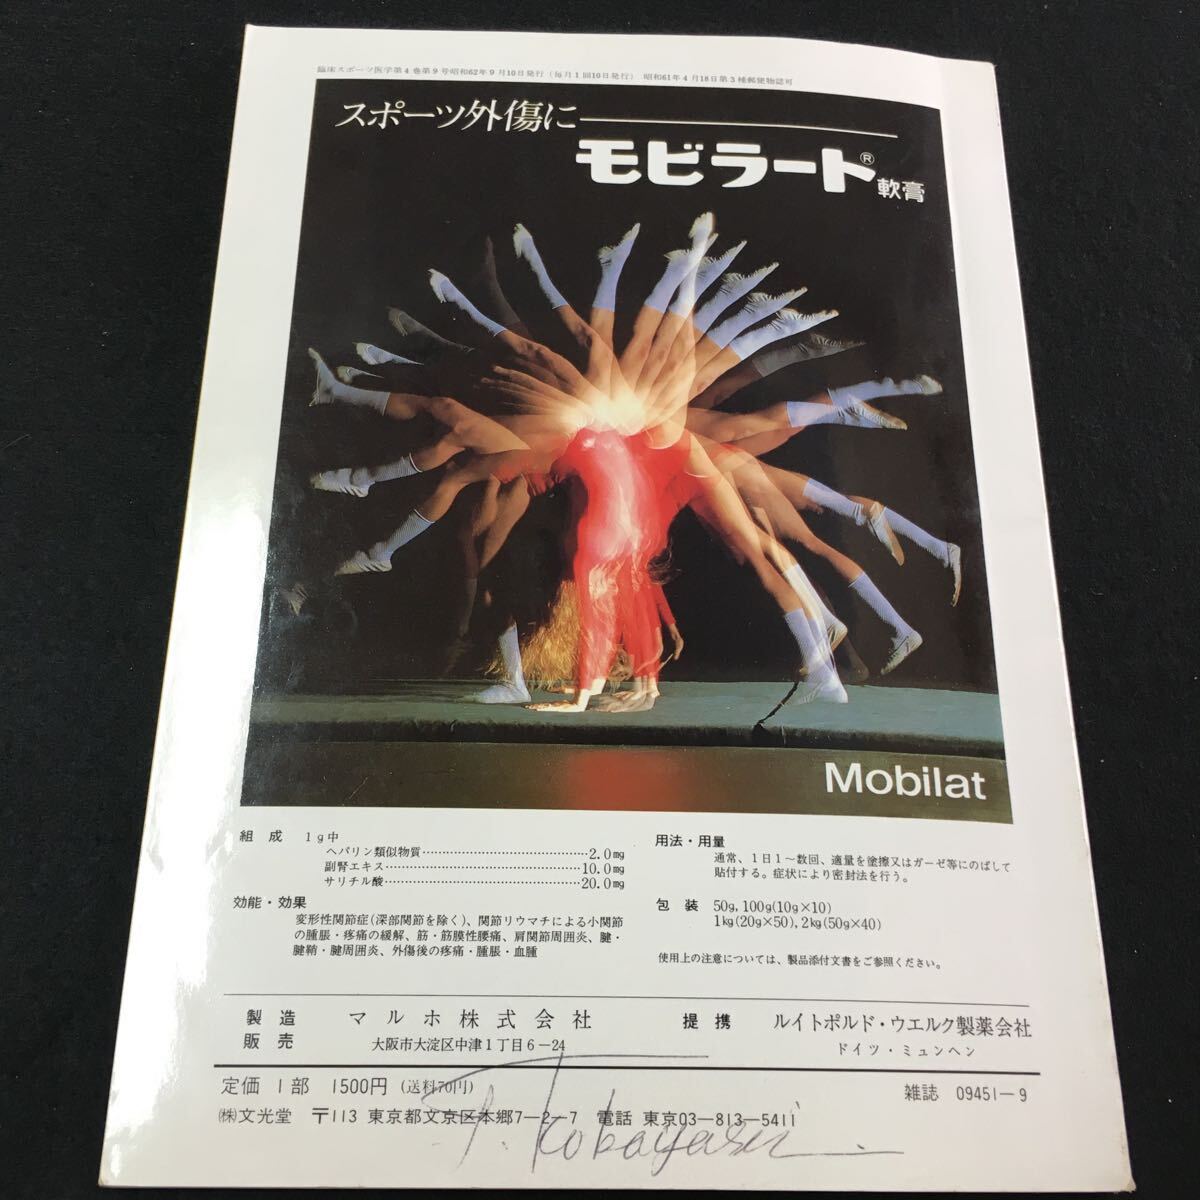 臨床スポーツ医学第4巻第9号昭和62年9月10日発行(毎月1回10日発行) 昭和61年4月18日第3種郵便物認可
スポーツ外傷に
モビラート®軟膏
Mobilat
組成 1g中
ヘパリン類似物質……2.0mg
副腎エキス……10.0mg
サリチル酸……20.0mg
効能・効果
変形性関節症(深部関節を除く)、関節リウマチによる小関節
の腫脹・疼痛の緩解、筋・筋膜性腰痛、肩関節周囲炎、腱・
腱鞘・腱周囲炎、外傷後の疼痛・腫脹・血腫
用法・用量
通常、1日1〜数回、適量を塗擦又はガーゼ等にのばして
貼付する。症状により密封法を行う。
包装 50g,100g(10g×10)
1kg(20g×50),2kg(50g×40)
使用上の注意については、製品添付文書をご参照ください。
製造
販売
マルホ株式会社
大阪市大淀区中津1丁目6-24
提携
ルイトポルド・ウエルク製薬会社
ドイツ・ミュンヘン
定価 1部 1500円(送料70円)
雑誌 09451-9
(株)文光堂 〒113 東京都文京区本郷7-2-7 電話 東京03-813-5411
Kobayasi